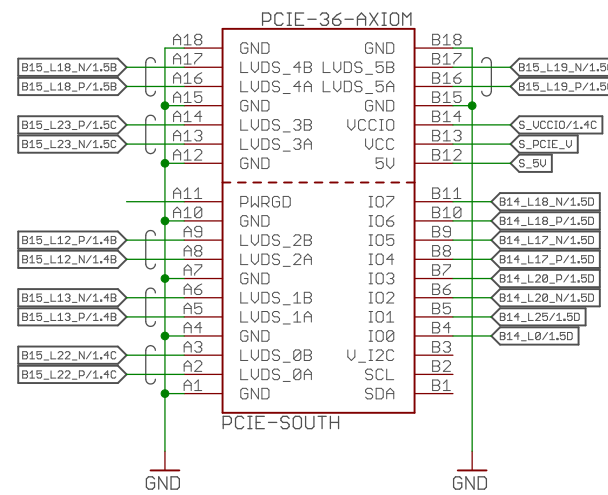 PCIE-36-AXIOM
A18 GND GND B18
B15_L18_N/1.5B A17 LVDS_4B LVDS_5B B17 B15_L19_N/1.5
B15_L18_P/1.5B A16 LVDS_4A LVDS_5A B16 B15_L19_P/1.5
A15 GND GND B15
B15_L23_P/1.5C A14 LVDS_3B VCCIO B14 S_VCCIO/1.4C
B15_L23_N/1.5C A13 LVDS_3A VCC B13 S_PCIE_V
A12 GND 5V B12 S_5V
A11 PWRGD IO7 B11 B14_L18_N/1.5D
A10 GND IO6 B10 B14_L18_P/1.5D
B15_L12_P/1.4B A9 LVDS_2B IO5 B9 B14_L17_N/1.5D
B15_L12_N/1.4B A8 LVDS_2A IO4 B8 B14_L17_P/1.5D
A7 GND IO3 B7 B14_L20_P/1.5D
B15_L13_N/1.4B A6 LVDS_1B IO2 B6 B14_L20_N/1.5D
B15_L13_P/1.4B A5 LVDS_1A IO1 B5 B14_L25/1.5D
A4 GND IO0 B4 B14_L0/1.5D
B15_L22_N/1.4C A3 LVDS_0B V_I2C B3
B15_L22_P/1.4C A2 LVDS_0A SCL B2
A1 GND SDA B1
PCIE-SOUTH
GND GND